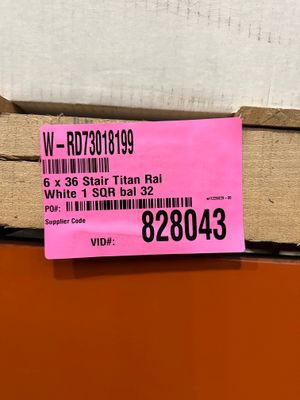 W-RD73018199
6 x 36 Stair Titan Rai
White 1 SQR bal 32
PO#:
Supplier Code
828043
VID#: